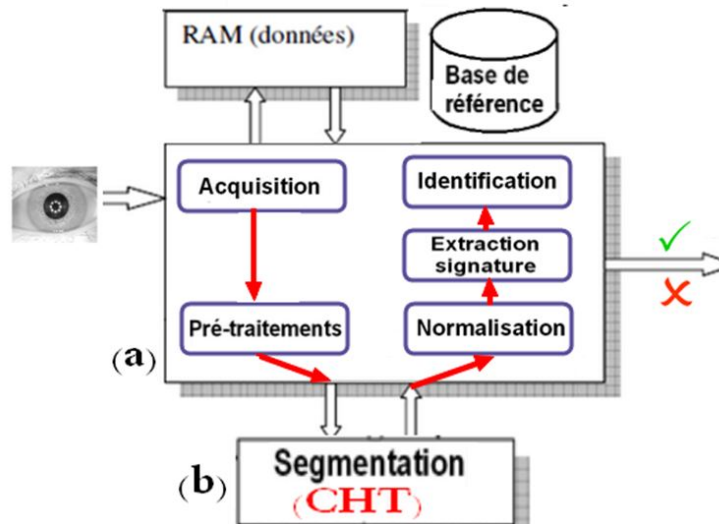 RAM (données)
Base de
référence
Acquisition
Identification
Extraction
signature
Pré-traitements
Normalisation
(a)
Segmentation
(CHT)
(b)